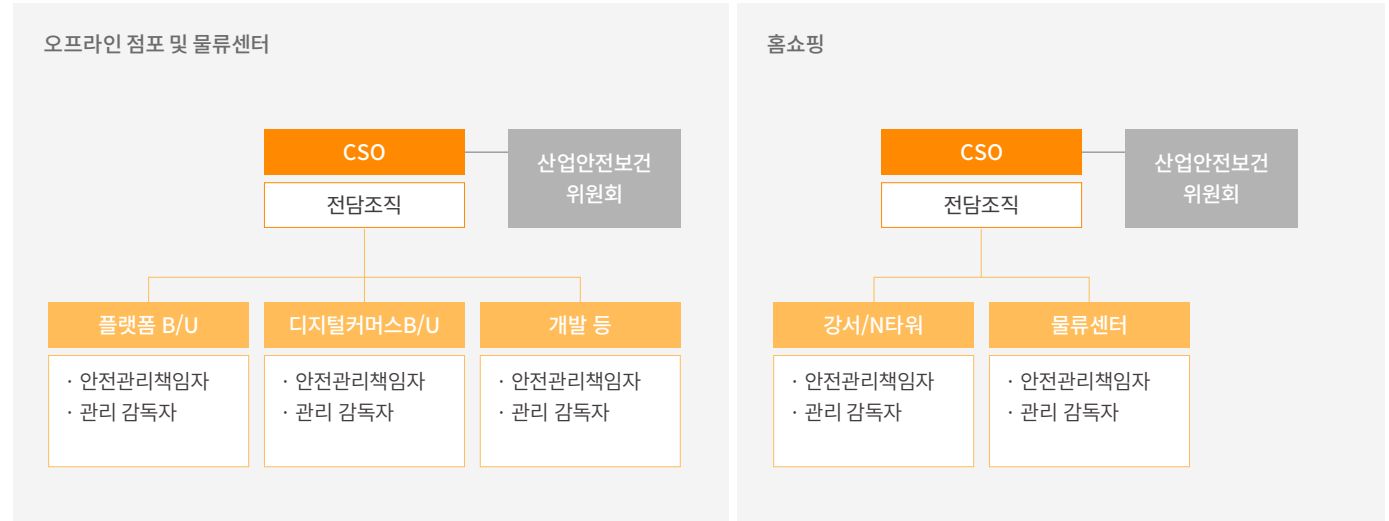 오프라인 점포 및 물류센터
CSO
전담조직
산업안전보건
위원회
플랫폼 B/U
· 안전관리책임자
· 관리 감독자
디지털커머스B/U
· 안전관리책임자
· 관리 감독자
개발 등
· 안전관리책임자
· 관리 감독자
홈쇼핑
CSO
전담조직
산업안전보건
위원회
강서/N타워
· 안전관리책임자
· 관리 감독자
물류센터
· 안전관리책임자
· 관리 감독자